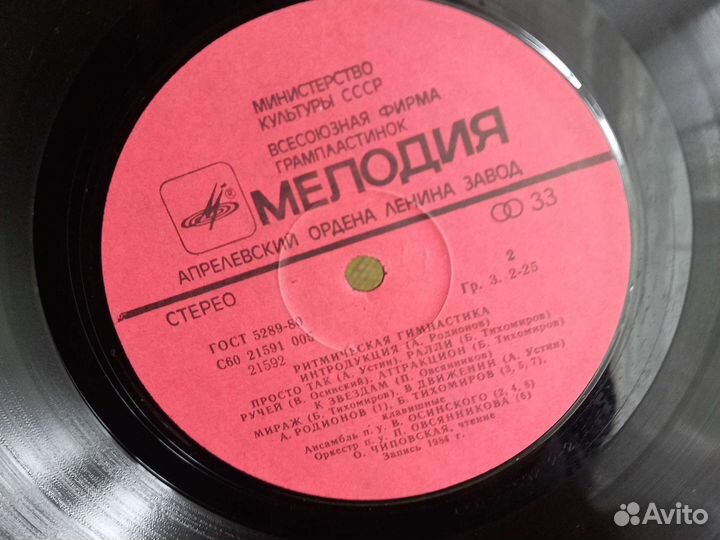 МИНИСТЕРСТВО
КУЛЬТУРЫ СССР
ВСЕСОЮЗНАЯ ФИРМА
ГРАМПЛАСТИНОК
®
МЕЛОДИЯ
АПРЕЛЕВСКИЙ ОРДЕНА ЛЕНИНА ЗАВОД
33
СТЕРЕО
2
ГОСТ 5289-80
Гр. 3. 2-25
С60 21591 005
21592
РИТМИЧЕСКАЯ ГИМНАСТИКА
ИНТРОДУКЦИЯ (А. Родионов)
ПРОСТО ТАК (А. Устин), РАЛЛИ (Б. Тихомиров)
РУЧЕЙ (В. Осинский), АТТРАКЦИОН (Б. Тихомиров)
К ЗВЕЗДАМ (П. Овсянников)
МИРАЖ (Б. Тихомиров), В ДВИЖЕНИИ (А. Устин)
А. РОДИОНОВ (1), Б. ТИХОМИРОВ (3, 5, 7),
клавишные
Ансамбль п. у. В. ОСИНСКОГО (2, 4, 8)
Оркестр п. у. П. ОВСЯННИКОВА (6)
О. ЧИПОВСКАЯ, чтение
Запись 1984 г.
Avito